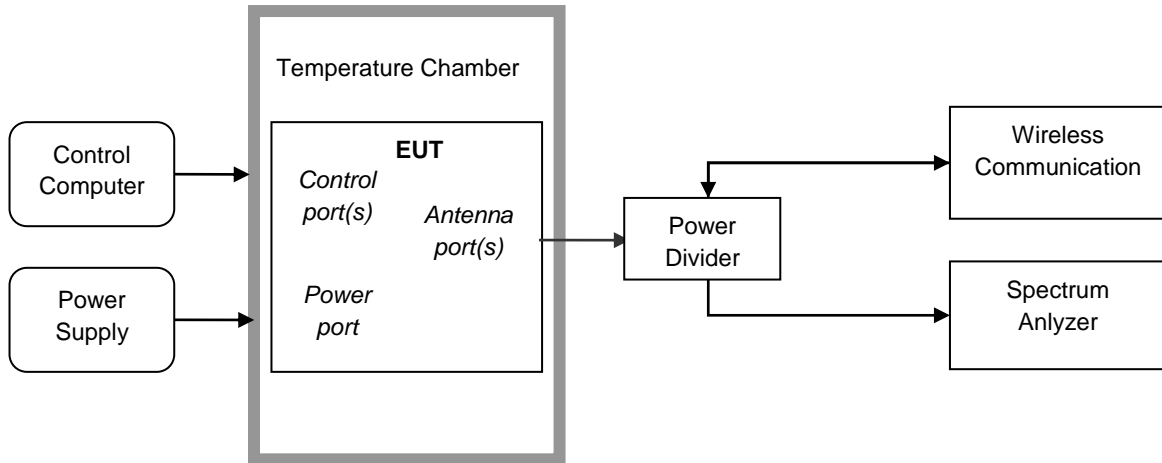 Temperature Chamber
Control
Computer
Power
Supply
EUT
Control
port(s)
Antenna
port(s)
Power
port
Power
Divider
Wireless
Communication
Spectrum
Anlyzer